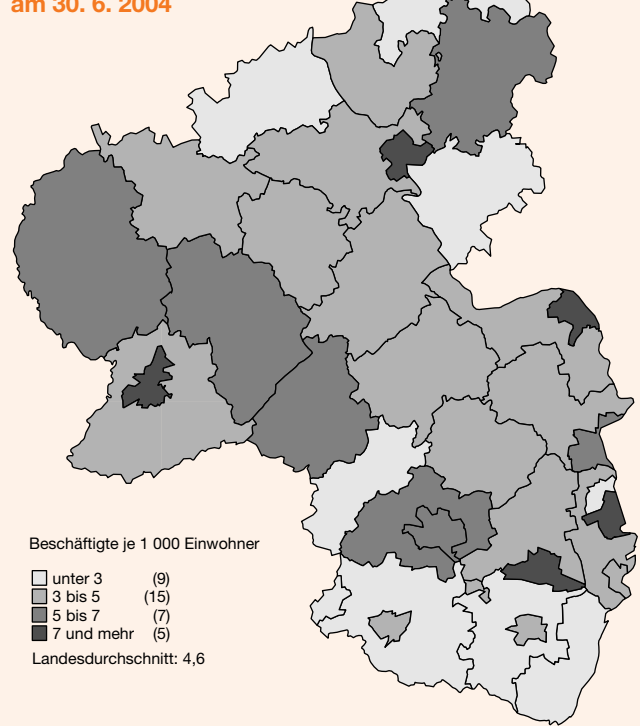 am 30. 6. 2004
Beschäftigte je 1 000 Einwohner
unter 3 (9)
3 bis 5 (15)
5 bis 7 (7)
7 und mehr (5)
Landesdurchschnitt: 4,6